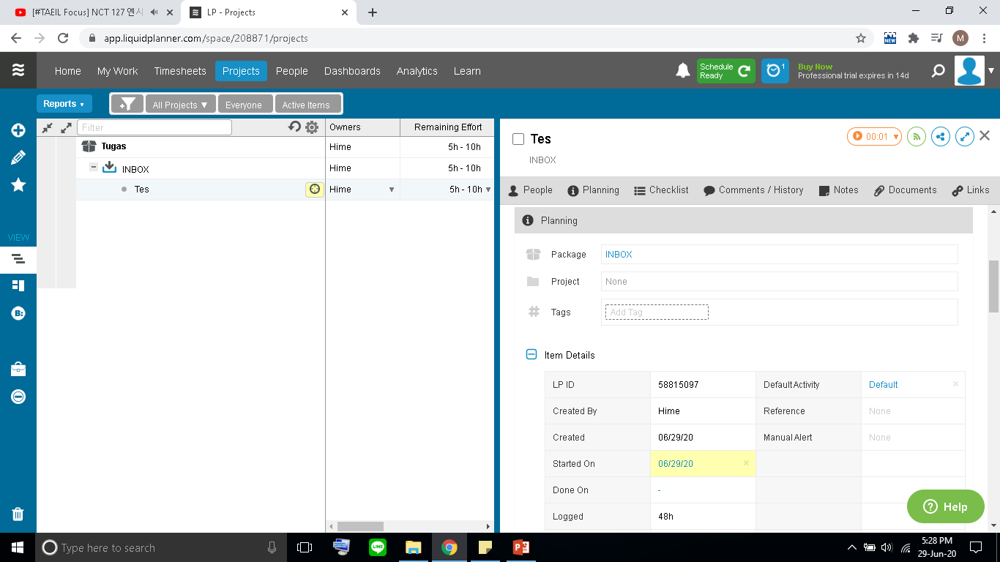 [#TAEIL Focus] NCT 127 엔시
LP - Projects
app.liquidplanner.com/space/208871/projects
NEW
M
Home My Work Timesheets Projects People Dashboards Analytics Learn
Schedule Ready
1
Buy Now
Professional trial expires in 14d
Reports
All Projects
Everyone
Active Items
Filter
Owners Remaining Effort
Tugas Hime 5h - 10h
INBOX Hime 5h - 10h
Tes Hime 5h - 10h
VIEW
B:
Tes
INBOX
00:01
People Planning Checklist Comments / History Notes Documents Links
Planning
Package INBOX
Project None
Tags Add Tag
Item Details
LP ID 58815097 Default Activity Default
Created By Hime Reference None
Created 06/29/20 Manual Alert None
Started On 06/29/20
Done On -
Logged 48h
Help
Type here to search
LINE
5:28 PM
29-Jun-20